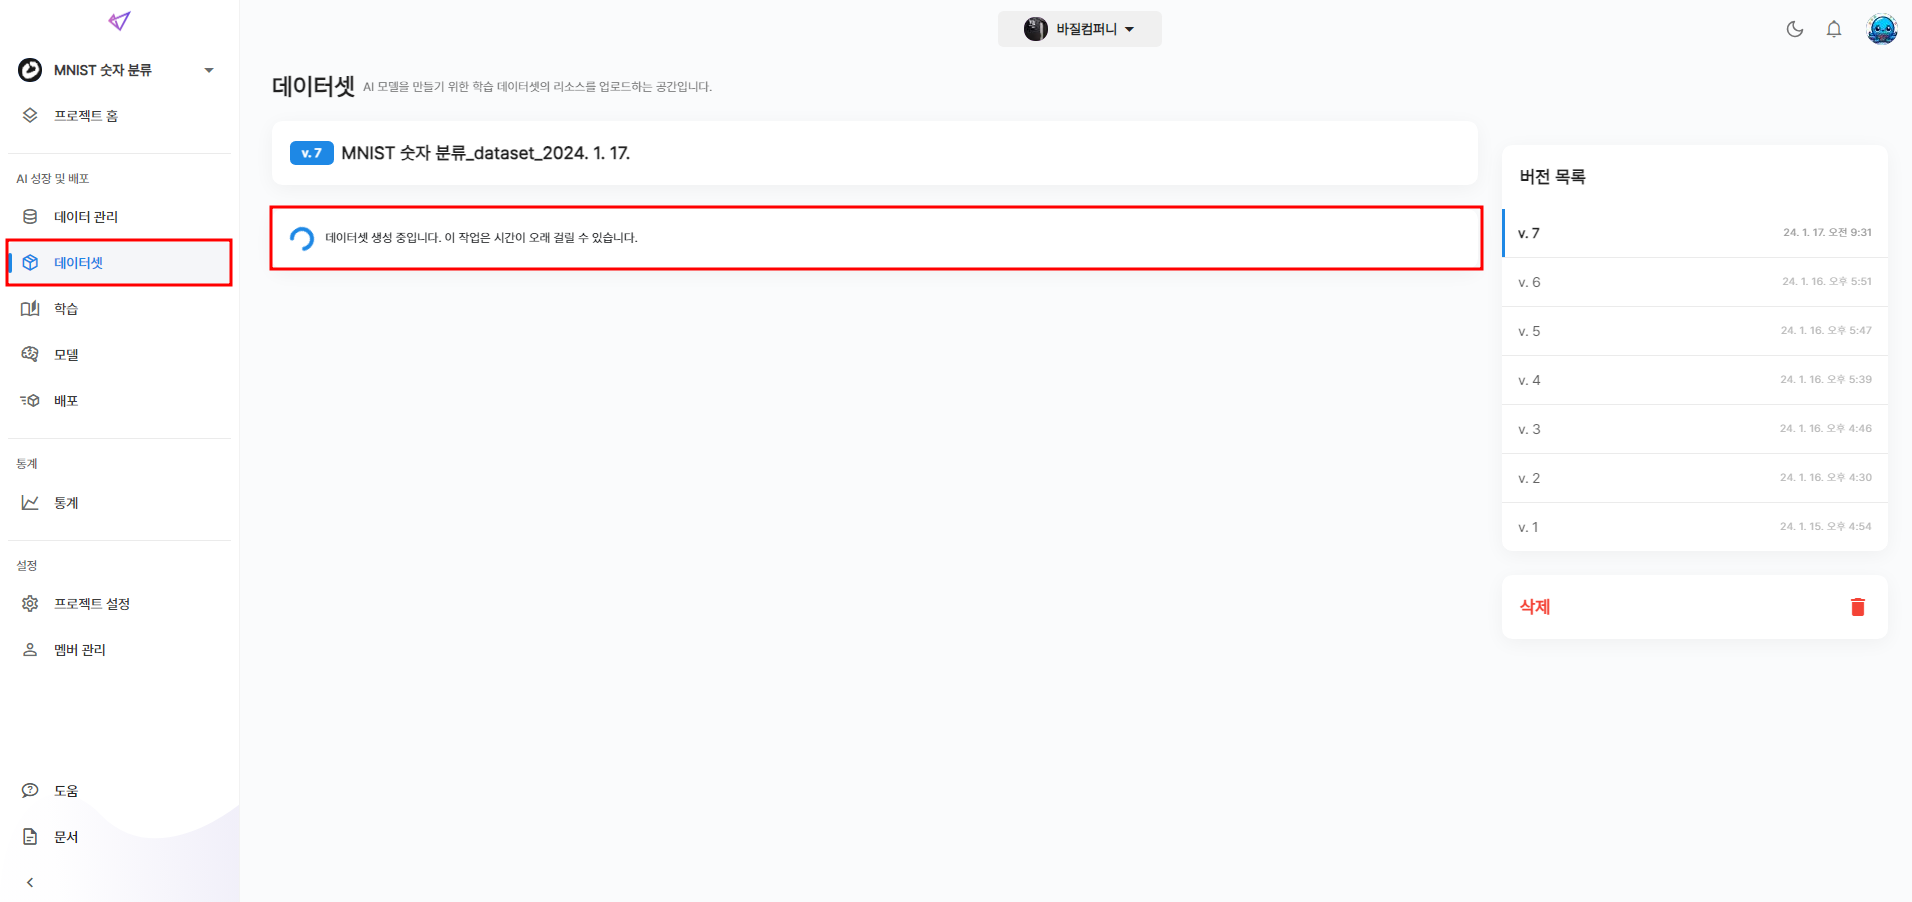 바질컴퍼니
MNIST 숫자 분류
프로젝트 홈
AI 성장 및 배포
데이터 관리
데이터셋
학습
모델
배포
통계
통계
설정
프로젝트 설정
멤버 관리
도움
문서
데이터셋 AI 모델을 만들기 위한 학습 데이터셋의 리소스를 업로드하는 공간입니다.
v. 7 MNIST 숫자 분류_dataset_2024. 1. 17.
데이터셋 생성 중입니다. 이 작업은 시간이 오래 걸릴 수 있습니다.
버전 목록
v. 7 24. 1. 17. 오전 9:31
v. 6 24. 1. 16. 오후 5:51
v. 5 24. 1. 16. 오후 5:47
v. 4 24. 1. 16. 오후 5:39
v. 3 24. 1. 16. 오후 4:46
v. 2 24. 1. 16. 오후 4:30
v. 1 24. 1. 15. 오후 4:54
삭제